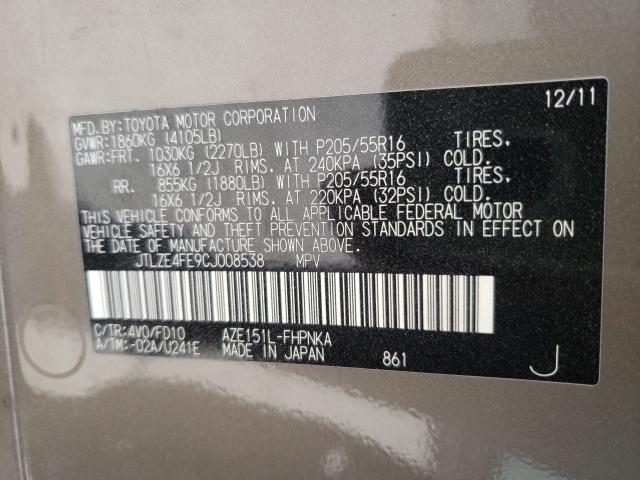 12/11
MFD.BY:TOYOTA MOTOR CORPORATION
GVWR:1860KG (4105LB)
GAWR:FRT. 1030KG (2270LB) WITH P205/55R16 TIRES,
16X6 1/2J RIMS, AT 240KPA (35PSI) COLD.
RR. 855KG (1880LB) WITH P205/55R16 TIRES,
16X6 1/2J RIMS, AT 220KPA (32PSI) COLD.
THIS VEHICLE CONFORMS TO ALL APPLICABLE FEDERAL MOTOR
VEHICLE SAFETY AND THEFT PREVENTION STANDARDS IN EFFECT ON
THE DATE OF MANUFACTURE SHOWN ABOVE.
JTLZE4FE9CJ008538 MPV
C/TR:4V0/FD10 AZE151L-FHPNKA
A/TM:-02A/U241E MADE IN JAPAN 861 J